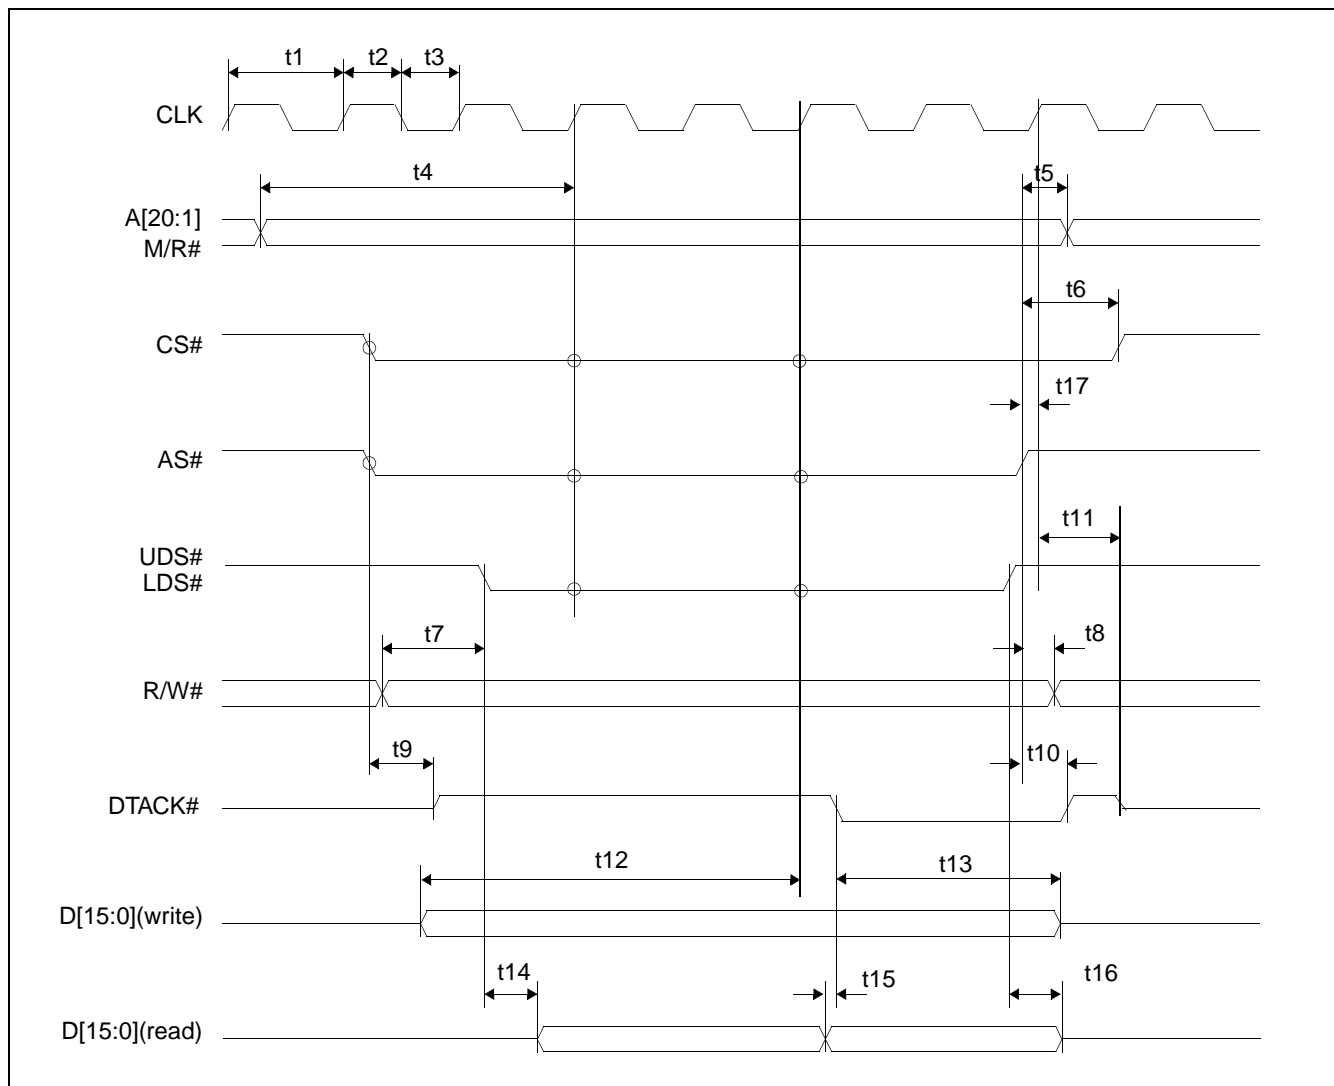 t1 t2 t3
CLK
t4 t5
A[20:1]
M/R#
t6
CS#
t17
AS#
t11
UDS#
LDS#
t7 t8
R/W#
t9 t10
DTACK#
t12 t13
D[15:0](write)
t14 t15 t16
D[15:0](read)